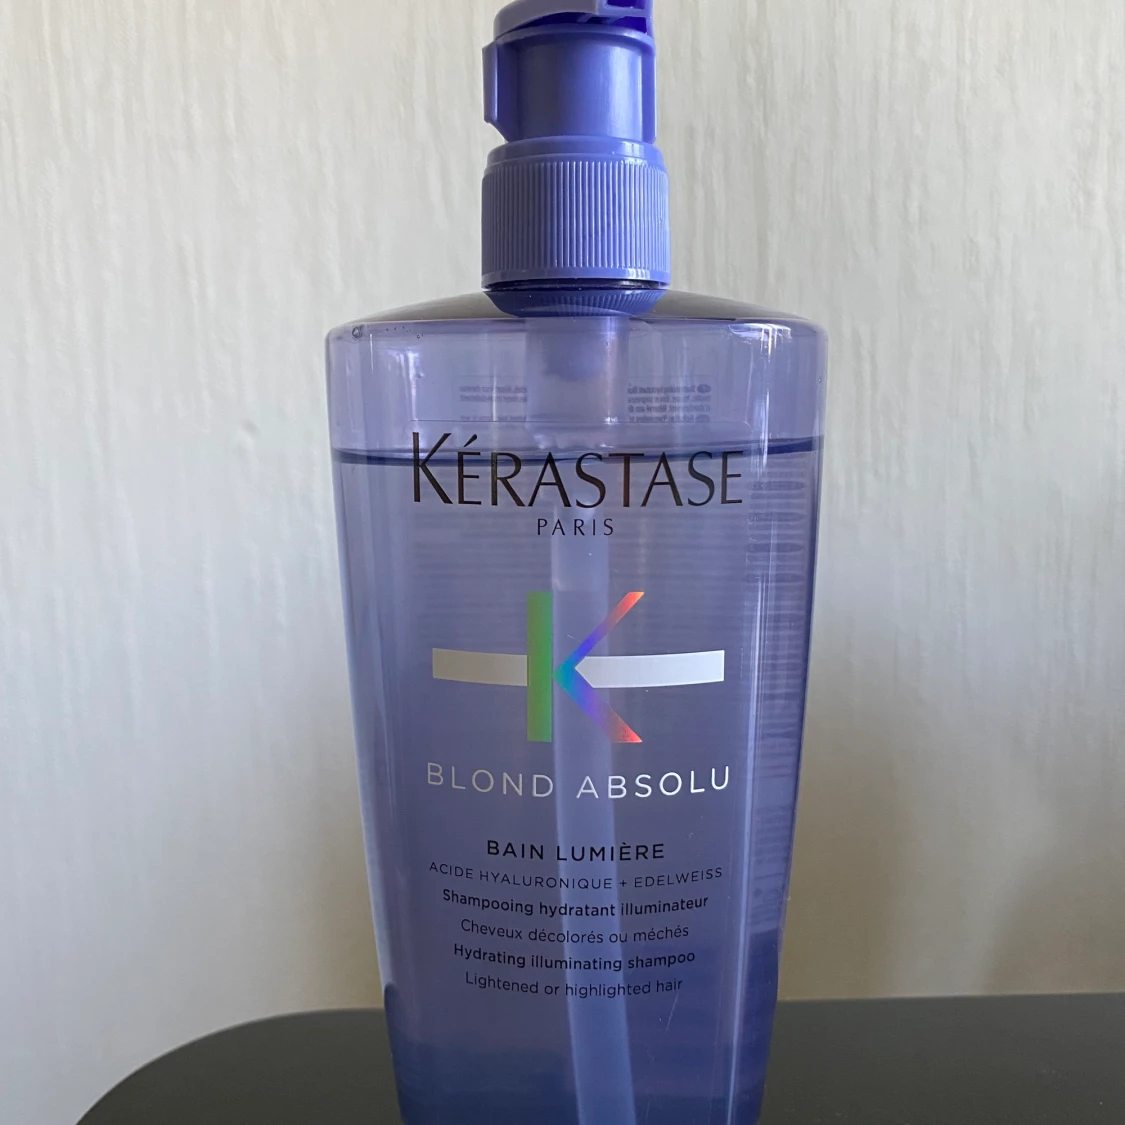 KÉRASTASE
PARIS
K
BLOND ABSOLU
BAIN LUMIÈRE
ACIDE HYALURONIQUE + EDELWEISS
Shampooing hydratant illuminateur
Cheveux décolorés ou méchés
Hydrating illuminating shampoo
Lightened or highlighted hair